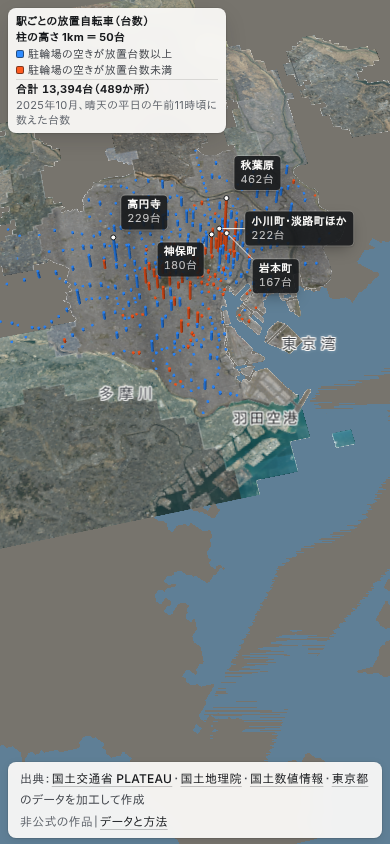 駅ごとの放置自転車（台数）
柱の高さ 1km ＝ 50台
駐輪場の空きが放置台数以上
駐輪場の空きが放置台数未満
合計 13,394台（489か所）
2025年10月、晴天の平日の午前11時頃に
数えた台数
秋葉原
462台
高円寺
229台
小川町・淡路町ほか
222台
神保町
180台
岩本町
167台
東京湾
多摩川
羽田空港
出典：国土交通省 PLATEAU・国土地理院・国土数値情報・東京都
のデータを加工して作成
非公式の作品｜データと方法